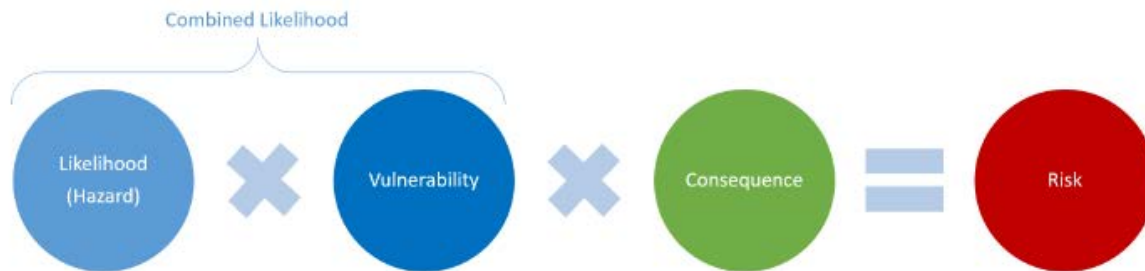 Combined Likelihood
Likelihood
(Hazard)
Vulnerability
Consequence
Risk